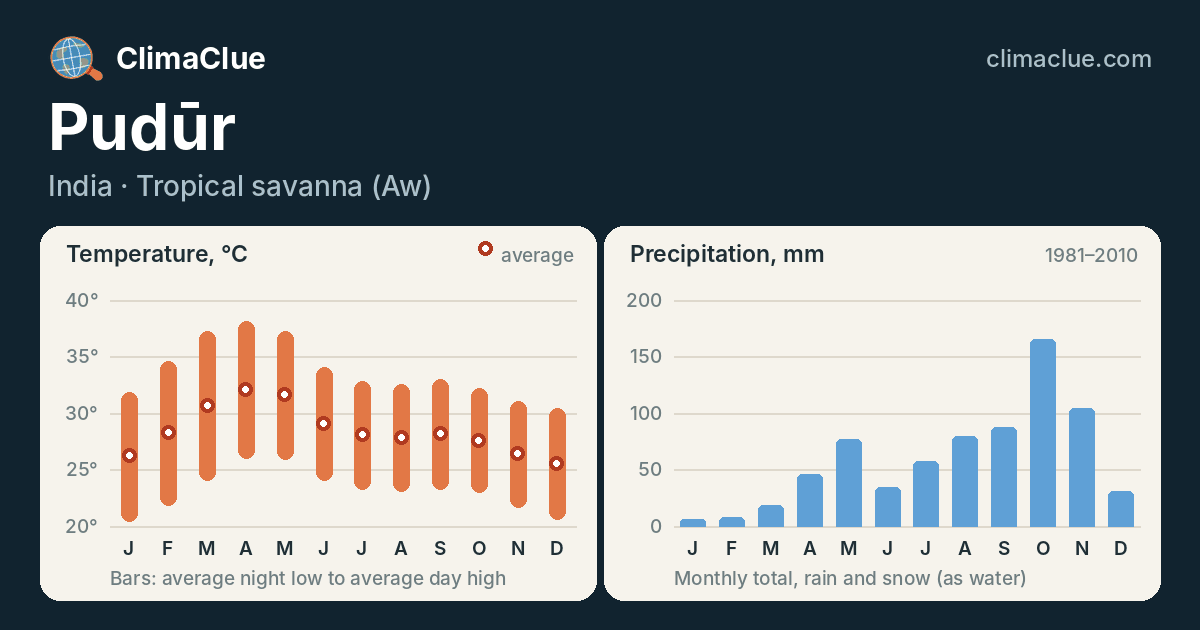 ClimaClue
climaclue.com
Pudūr
India · Tropical savanna (Aw)
Temperature, °C
average
40°
35°
30°
25°
20°
J F M A M J J A S O N D
Bars: average night low to average day high
Precipitation, mm
1981–2010
200
150
100
50
0
J F M A M J J A S O N D
Monthly total, rain and snow (as water)